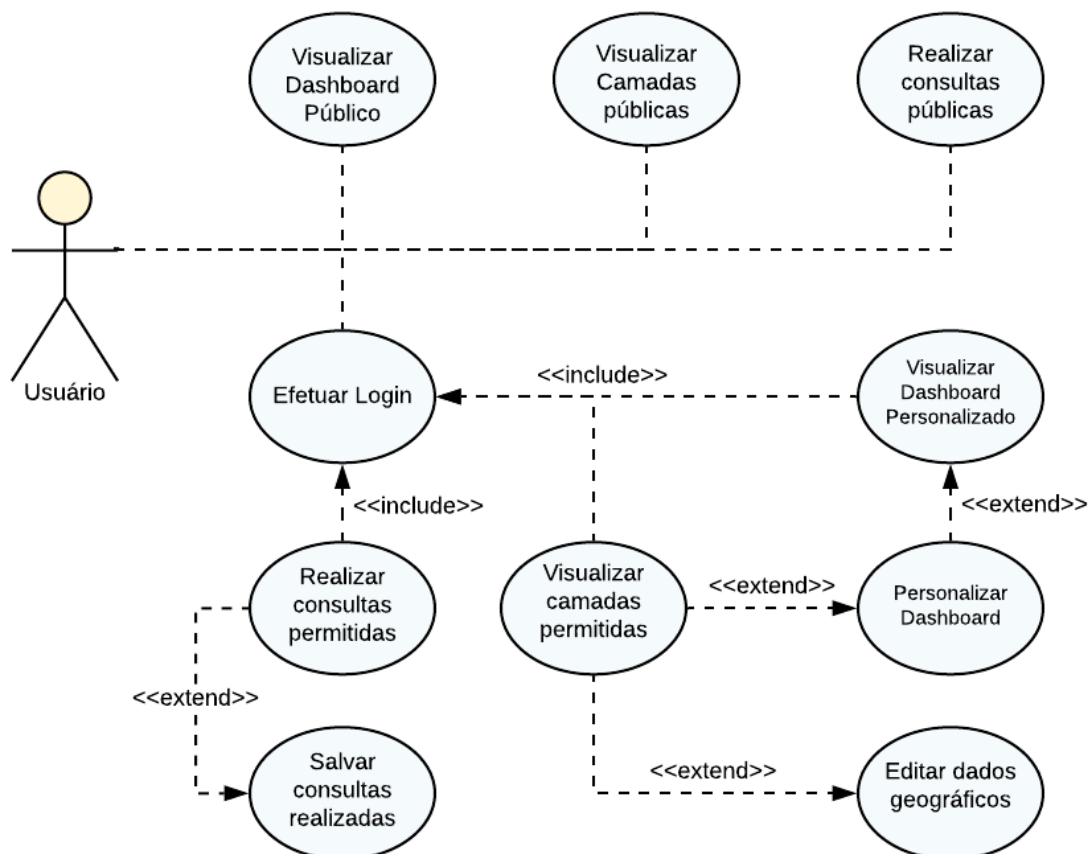 Visualizar
Dashboard
Público
Visualizar
Camadas
públicas
Realizar
consultas
públicas
Usuário
Efetuar Login
<<include>>
Visualizar
Dashboard
Personalizado
<<include>>
<<extend>>
Realizar
consultas
permitidas
Visualizar
camadas
permitidas
<<extend>>
Personalizar
Dashboard
<<extend>>
Salvar
consultas
realizadas
<<extend>>
Editar dados
geográficos